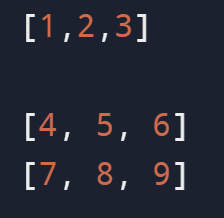 [1,2,3]
[4, 5, 6]
[7, 8, 9]